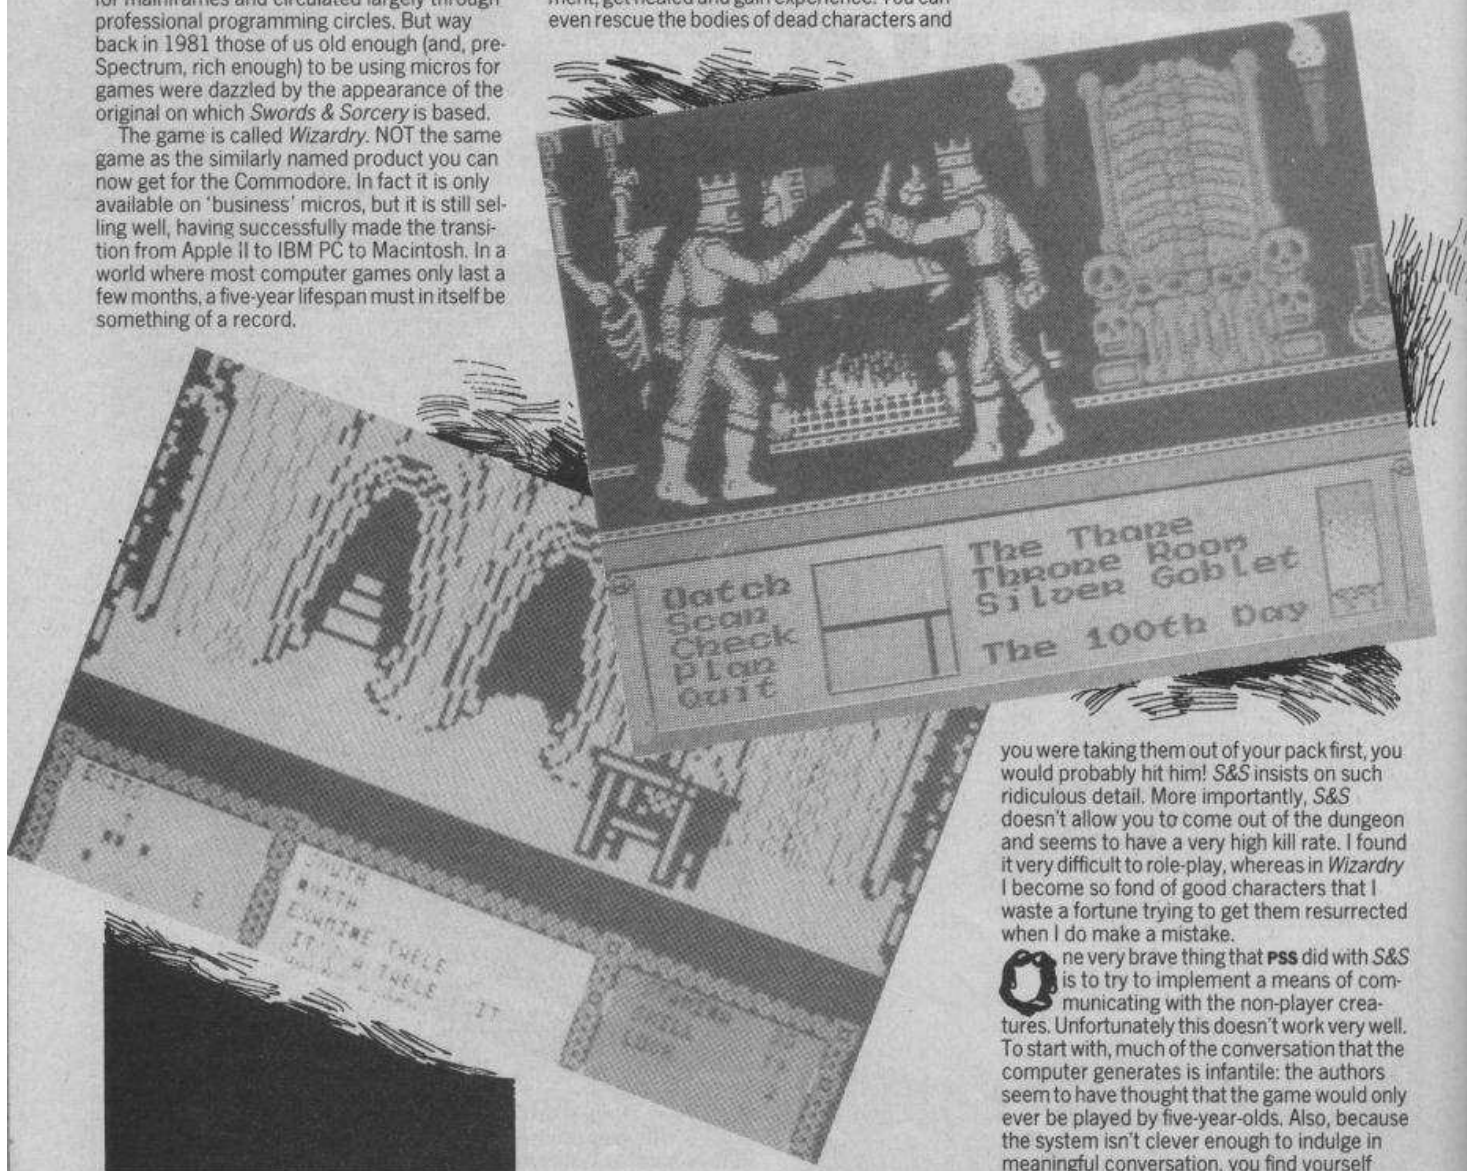 for mainframes and circulated largely through
professional programming circles. But way
back in 1981 those of us old enough (and, pre-
Spectrum, rich enough) to be using micros for
games were dazzled by the appearance of the
original on which Swords & Sorcery is based.
The game is called Wizardry. NOT the same
game as the similarly named product you can
now get for the Commodore. In fact it is only
available on ‘business’ micros, but it is still sel-
ling well, having successfully made the transi-
tion from Apple II to IBM PC to Macintosh. In a
world where most computer games only last a
few months, a five-year lifespan must in itself be
something of a record.
ment, get healed and gain experience. You can
even rescue the bodies of dead characters and
Watch
Scan
Check
Plan
Quit
The Thane
Throne Room
Silver Goblet
The 100th Day
EXITS
E
SOUTH
NORTH
EXAMINE TWELE
IT
A TWELE
IT
you were taking them out of your pack first, you
would probably hit him! S&S insists on such
ridiculous detail. More importantly, S&S
doesn't allow you to come out of the dungeon
and seems to have a very high kill rate. I found
it very difficult to role-play, whereas in Wizardry
I become so fond of good characters that I
waste a fortune trying to get them resurrected
when I do make a mistake.
One very brave thing that PSS did with S&S
is to try to implement a means of com-
municating with the non-player crea-
tures. Unfortunately this doesn't work very well.
To start with, much of the conversation that the
computer generates is infantile: the authors
seem to have thought that the game would only
ever be played by five-year-olds. Also, because
the system isn't clever enough to indulge in
meaningful conversation, you find yourself